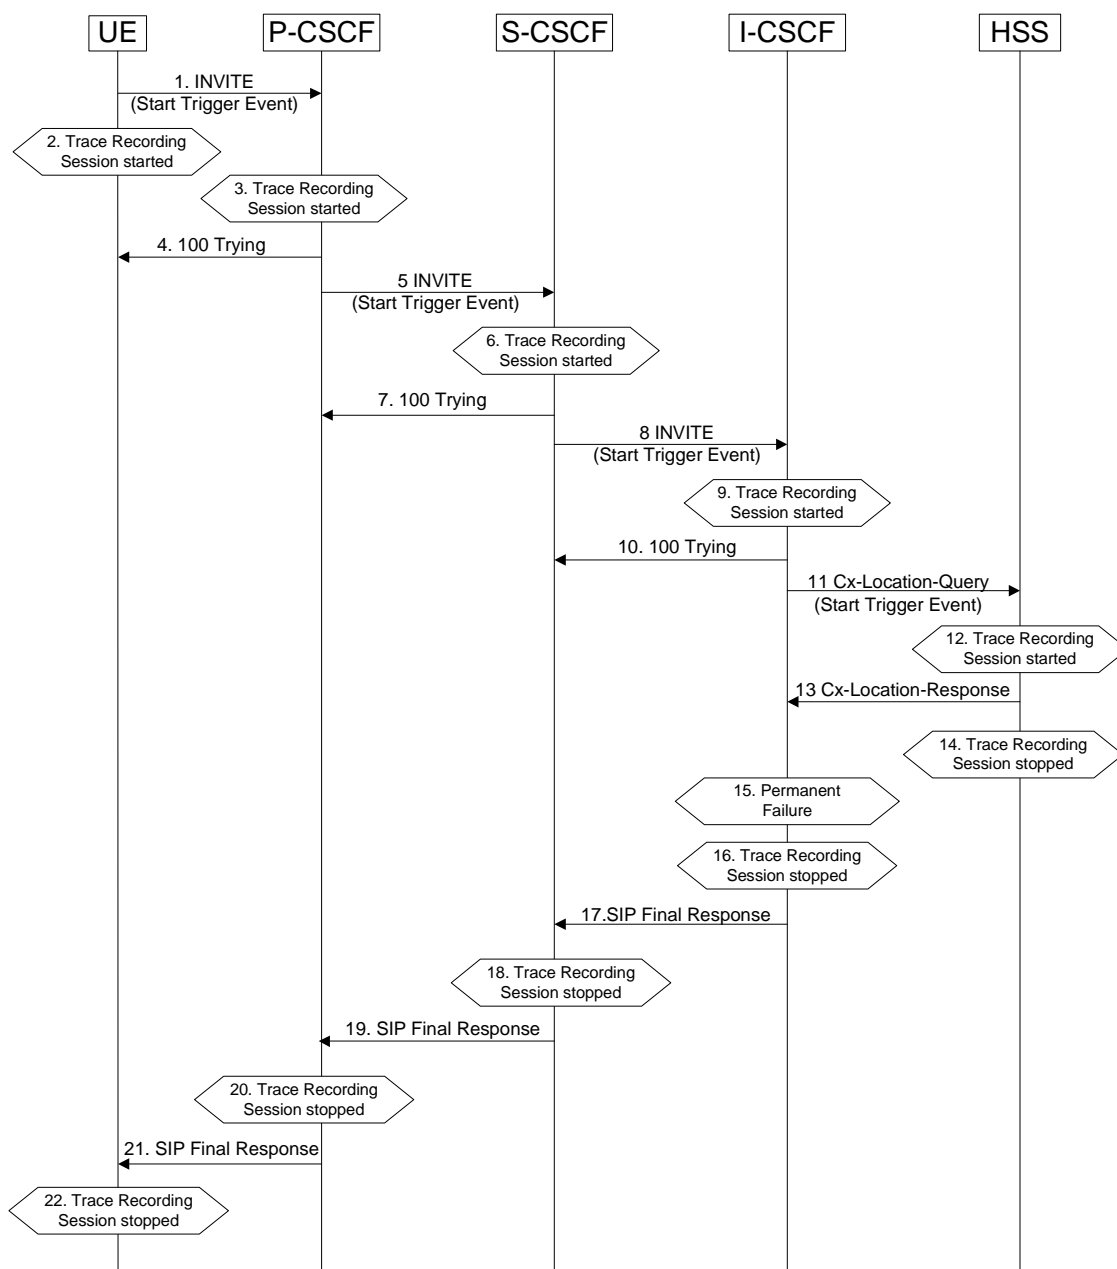 UE
P-CSCF
S-CSCF
I-CSCF
HSS
1. INVITE
(Start Trigger Event)
2. Trace Recording
Session started
3. Trace Recording
Session started
4. 100 Trying
5 INVITE
(Start Trigger Event)
6. Trace Recording
Session started
7. 100 Trying
8 INVITE
(Start Trigger Event)
9. Trace Recording
Session started
10. 100 Trying
11 Cx-Location-Query
(Start Trigger Event)
12. Trace Recording
Session started
13 Cx-Location-Response
14. Trace Recording
Session stopped
15. Permanent
Failure
16. Trace Recording
Session stopped
17.SIP Final Response
18. Trace Recording
Session stopped
19. SIP Final Response
20. Trace Recording
Session stopped
21. SIP Final Response
22. Trace Recording
Session stopped